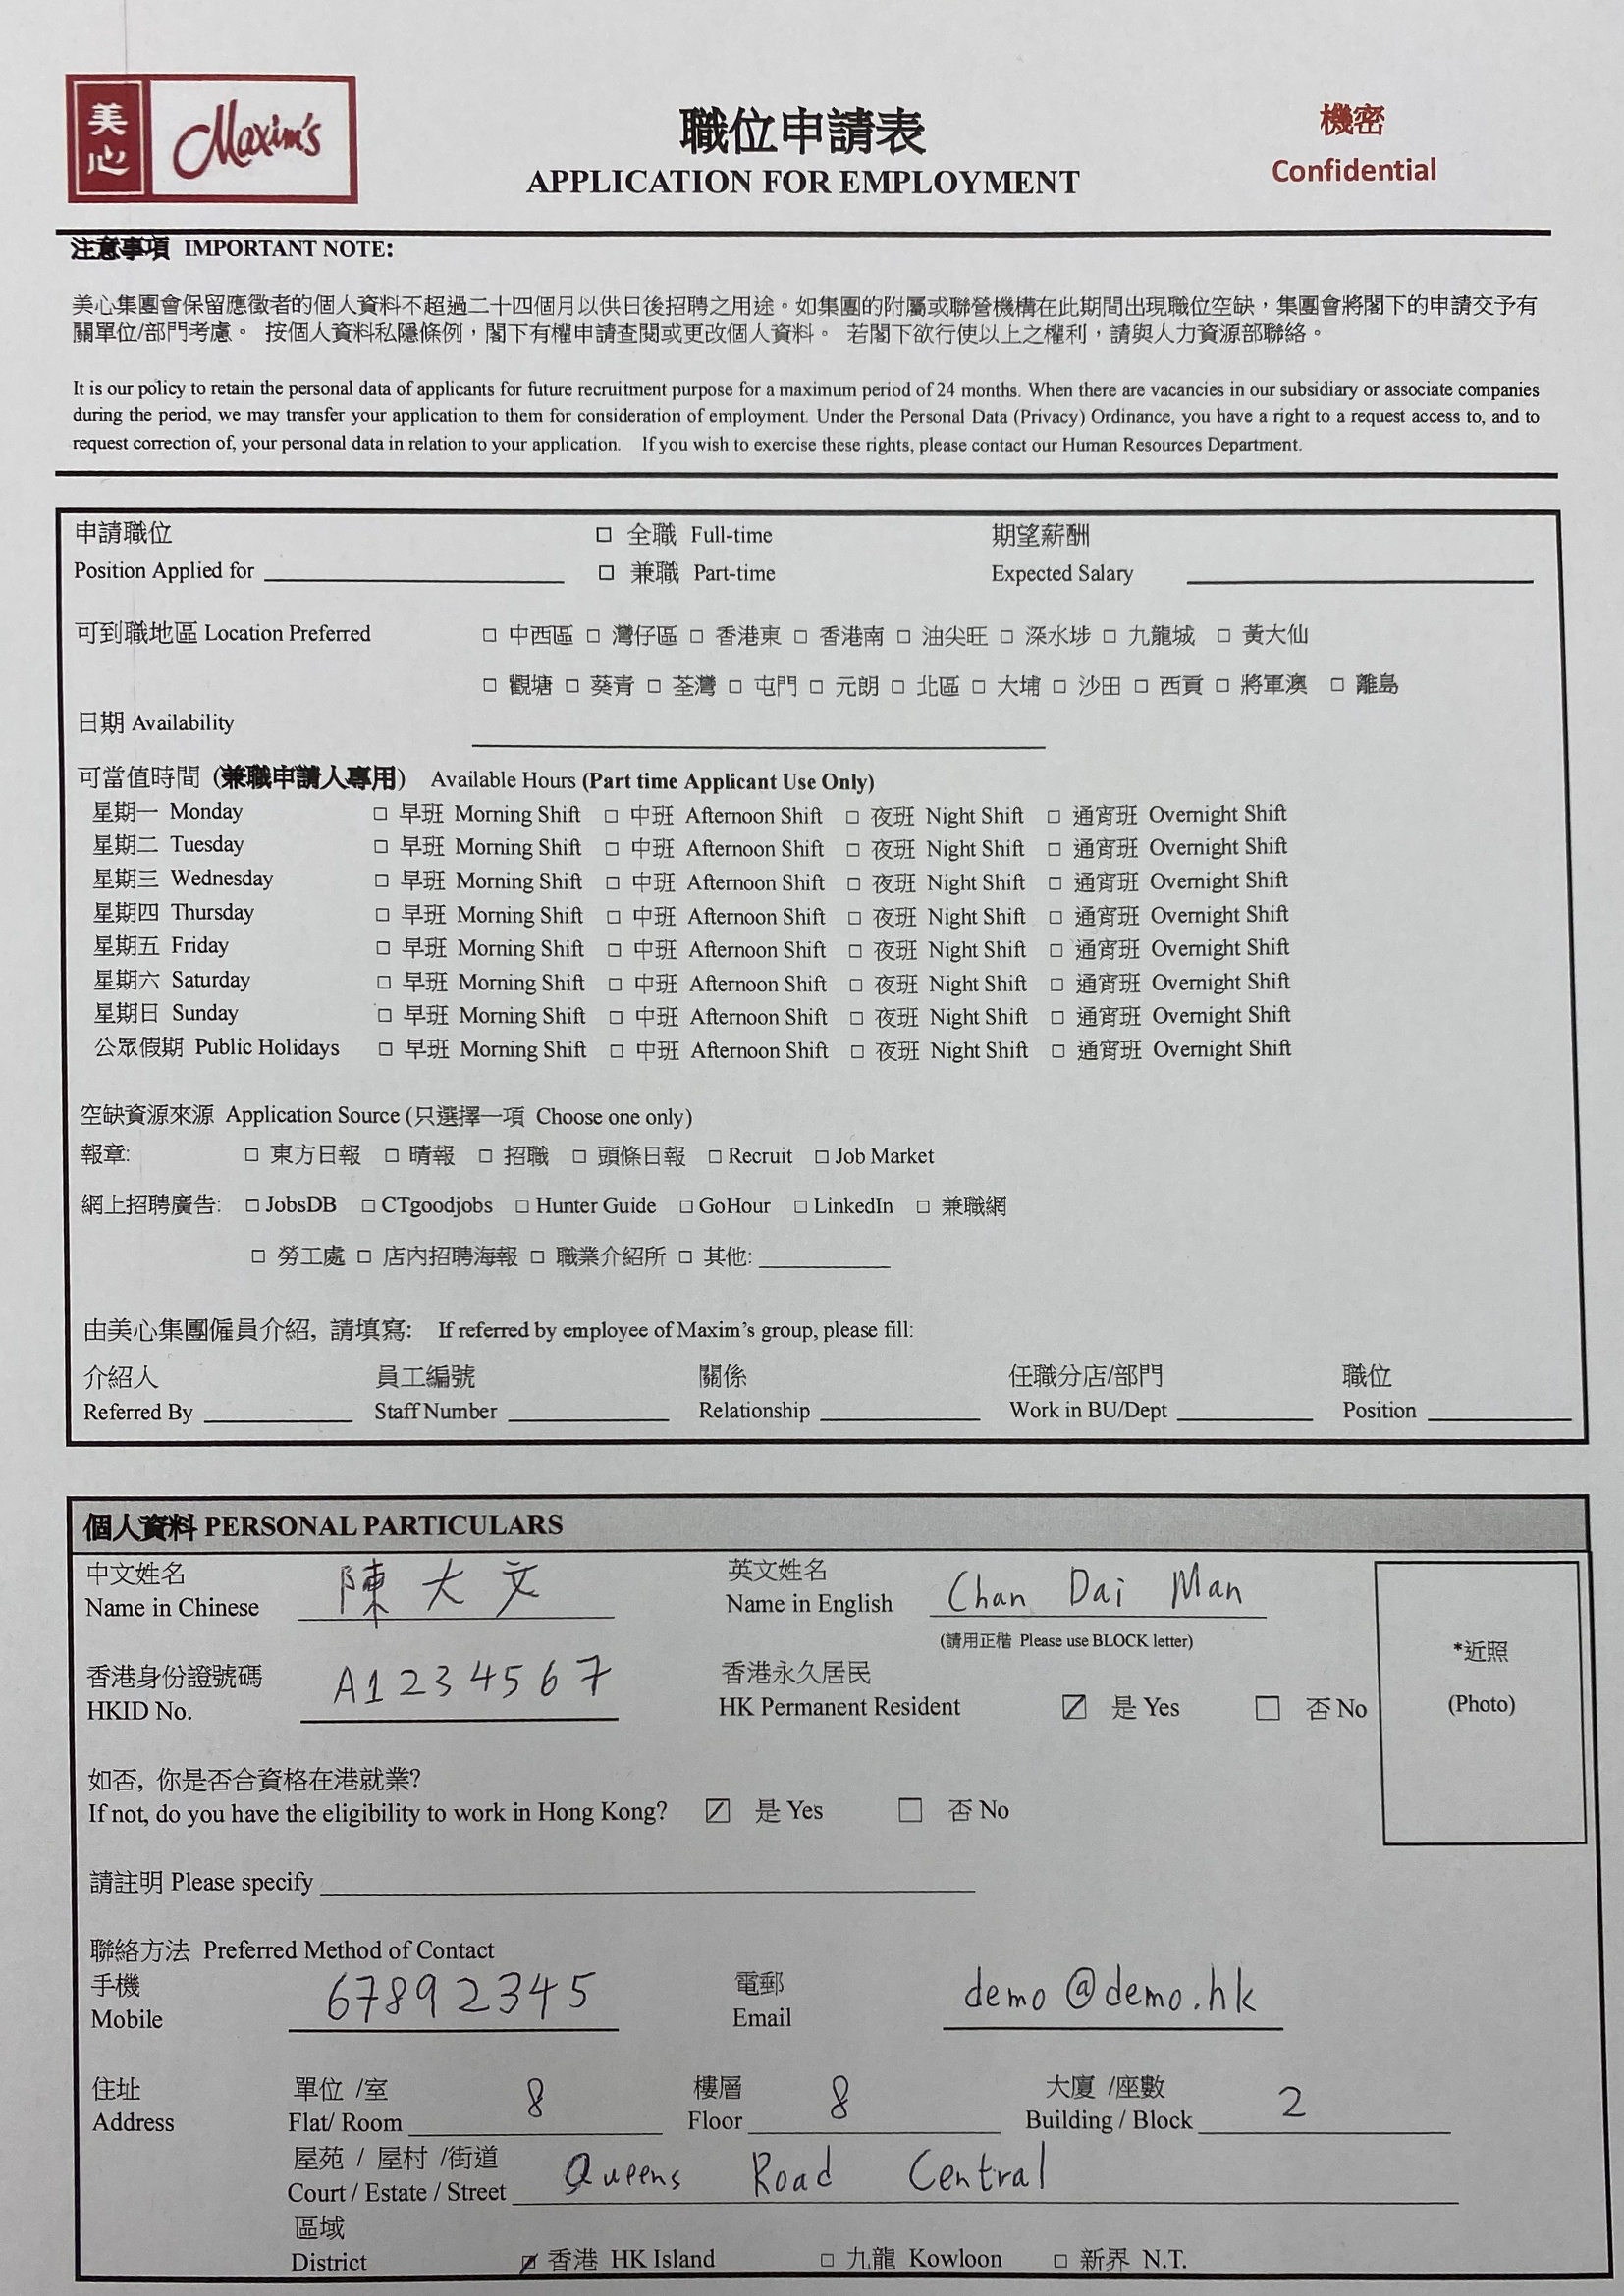 美心 Maxim's
職位申請表
APPLICATION FOR EMPLOYMENT
機密
Confidential
注意事項 IMPORTANT NOTE:
美心集團會保留應徵者的個人資料不超過二十四個月以供日後招聘之用途。如集團的附屬或聯營機構在此期間出現職位空缺，集團會將閣下的申請交予有
關單位/部門考慮。 按個人資料私隱條例，閣下有權申請查閱或更改個人資料。 若閣下欲行使以上之權利，請與人力資源部聯絡。
It is our policy to retain the personal data of applicants for future recruitment purpose for a maximum period of 24 months. When there are vacancies in our subsidiary or associate companies
during the period, we may transfer your application to them for consideration of employment. Under the Personal Data (Privacy) Ordinance, you have a right to a request access to, and to
request correction of, your personal data in relation to your application. If you wish to exercise these rights, please contact our Human Resources Department.
申請職位 □ 全職 Full-time 期望薪酬
Position Applied for □ 兼職 Part-time Expected Salary
可到職地區 Location Preferred □ 中西區 □ 灣仔區 □ 香港東 □ 香港南 □ 油尖旺 □ 深水埗 □ 九龍城 □ 黃大仙
□ 觀塘 □ 葵青 □ 荃灣 □ 屯門 □ 元朗 □ 北區 □ 大埔 □ 沙田 □ 西貢 □ 將軍澳 □ 離島
日期 Availability
可當值時間 (兼職申請人專用) Available Hours (Part time Applicant Use Only)
星期一 Monday □ 早班 Morning Shift □ 中班 Afternoon Shift □ 夜班 Night Shift □ 通宵班 Overnight Shift
星期二 Tuesday □ 早班 Morning Shift □ 中班 Afternoon Shift □ 夜班 Night Shift □ 通宵班 Overnight Shift
星期三 Wednesday □ 早班 Morning Shift □ 中班 Afternoon Shift □ 夜班 Night Shift □ 通宵班 Overnight Shift
星期四 Thursday □ 早班 Morning Shift □ 中班 Afternoon Shift □ 夜班 Night Shift □ 通宵班 Overnight Shift
星期五 Friday □ 早班 Morning Shift □ 中班 Afternoon Shift □ 夜班 Night Shift □ 通宵班 Overnight Shift
星期六 Saturday □ 早班 Morning Shift □ 中班 Afternoon Shift □ 夜班 Night Shift □ 通宵班 Overnight Shift
星期日 Sunday □ 早班 Morning Shift □ 中班 Afternoon Shift □ 夜班 Night Shift □ 通宵班 Overnight Shift
公眾假期 Public Holidays □ 早班 Morning Shift □ 中班 Afternoon Shift □ 夜班 Night Shift □ 通宵班 Overnight Shift
空缺資源來源 Application Source (只選擇一項 Choose one only)
報章: □ 東方日報 □ 晴報 □ 招職 □ 頭條日報 □ Recruit □ Job Market
網上招聘廣告: □ JobsDB □ CTgoodjobs □ Hunter Guide □ GoHour □ LinkedIn □ 兼職網
□ 勞工處 □ 店內招聘海報 □ 職業介紹所 □ 其他:
由美心集團僱員介紹, 請填寫: If referred by employee of Maxim's group, please fill:
介紹人 員工編號 關係 任職分店/部門 職位
Referred By Staff Number Relationship Work in BU/Dept Position
個人資料 PERSONAL PARTICULARS
中文姓名 英文姓名
Name in Chinese 陳大文 Name in English Chan Dai Man
(請用正楷 Please use BLOCK letter)
*近照
(Photo)
香港身份證號碼 香港永久居民
HKID No. A1234567 HK Permanent Resident ☑ 是 Yes □ 否 No
如否, 你是否合資格在港就業?
If not, do you have the eligibility to work in Hong Kong? ☑ 是 Yes □ 否 No
請註明 Please specify
聯絡方法 Preferred Method of Contact
手機 電郵
Mobile 67892345 Email demo@demo.hk
住址 單位 /室 樓層 大廈 /座數
Address Flat/ Room 8 Floor 8 Building / Block 2
屋苑 / 屋村 /街道
Court / Estate / Street Queens Road Central
區域
District ☑ 香港 HK Island □ 九龍 Kowloon □ 新界 N.T.